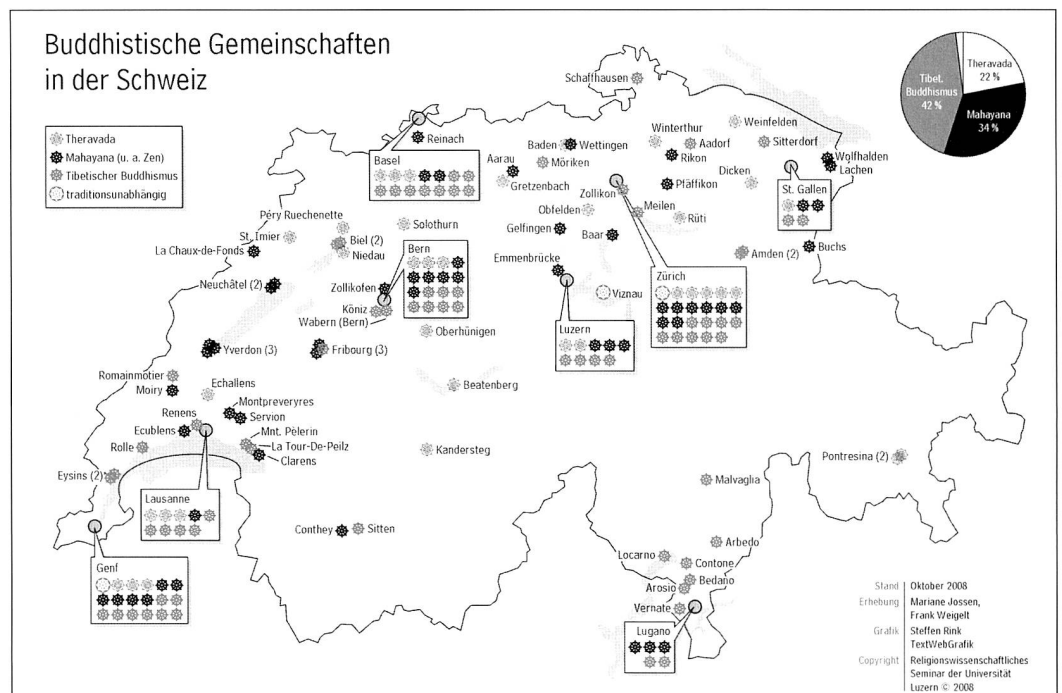 Buddhistische Gemeinschaften
in der Schweiz
Theravada
Mahayana (u. a. Zen)
Tibetischer Buddhismus
traditionsunabhängig
Tibet.
Buddhismus
42 %
Theravada
22 %
Mahayana
34 %
Schaffhausen
Reinach
Basel
Aarau
Baden
Wettingen
Möriken
Gretzenbach
Winterthur
Weinfelden
Aadorf
Sitterdorf
Rikon
Pfäffikon
Dicken
Wolfhalden
Lachen
St. Gallen
Zollikon
Meilen
Rüti
Obfelden
Gelfingen
Baar
Buchs
Amden (2)
Péry Ruechenette
St. Imier
Solothurn
Biel (2)
Niedau
La Chaux-de-Fonds
Neuchâtel (2)
Bern
Zollikofen
Köniz
Wabern (Bern)
Emmenbrücke
Viznau
Zürich
Luzern
Oberhünigen
Yverdon (3)
Fribourg (3)
Romainmotier
Moiry
Echallens
Beatenberg
Montpreveryres
Servion
Renens
Ecublens
Mnt. Pèlerin
La Tour-De-Peilz
Clarens
Rolle
Eysins (2)
Kandersteg
Pontresina (2)
Lausanne
Malvaglia
Conthey
Sitten
Genf
Arbedo
Locarno
Contone
Bedano
Arosio
Vernate
Lugano
Stand Oktober 2008
Erhebung Mariane Jossen,
Frank Weigelt
Grafik Steffen Rink
TextWebGrafik
Copyright Religionswissenschaftliches
Seminar der Universität
Luzern © 2008